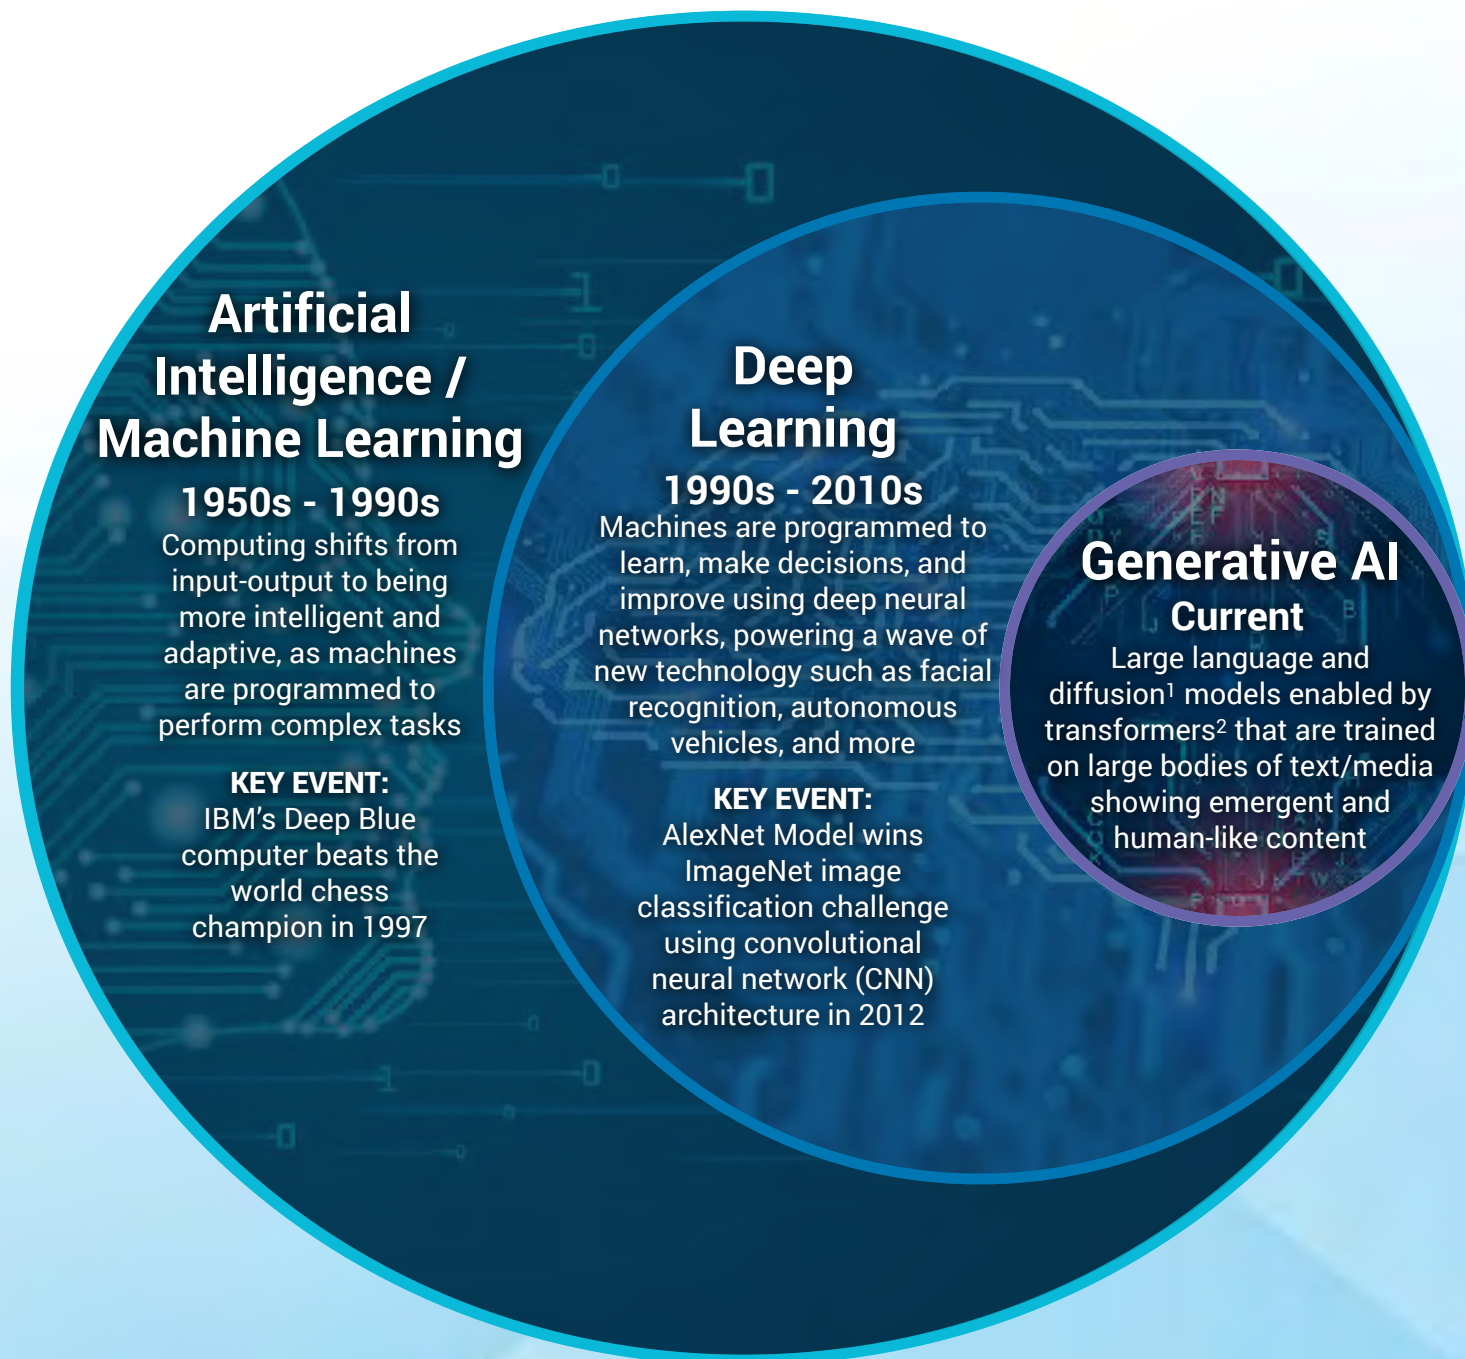 Artificial
Intelligence /
Machine Learning
1950s - 1990s
Computing shifts from
input-output to being
more intelligent and
adaptive, as machines
are programmed to
perform complex tasks
KEY EVENT:
IBM’s Deep Blue
computer beats the
world chess
champion in 1997
Deep
Learning
1990s - 2010s
Machines are programmed to
learn, make decisions, and
improve using deep neural
networks, powering a wave of
new technology such as facial
recognition, autonomous
vehicles, and more
KEY EVENT:
AlexNet Model wins
ImageNet image
classification challenge
using convolutional
neural network (CNN)
architecture in 2012
Generative AI
Current
Large language and
diffusion¹ models enabled by
transformers² that are trained
on large bodies of text/media
showing emergent and
human-like content